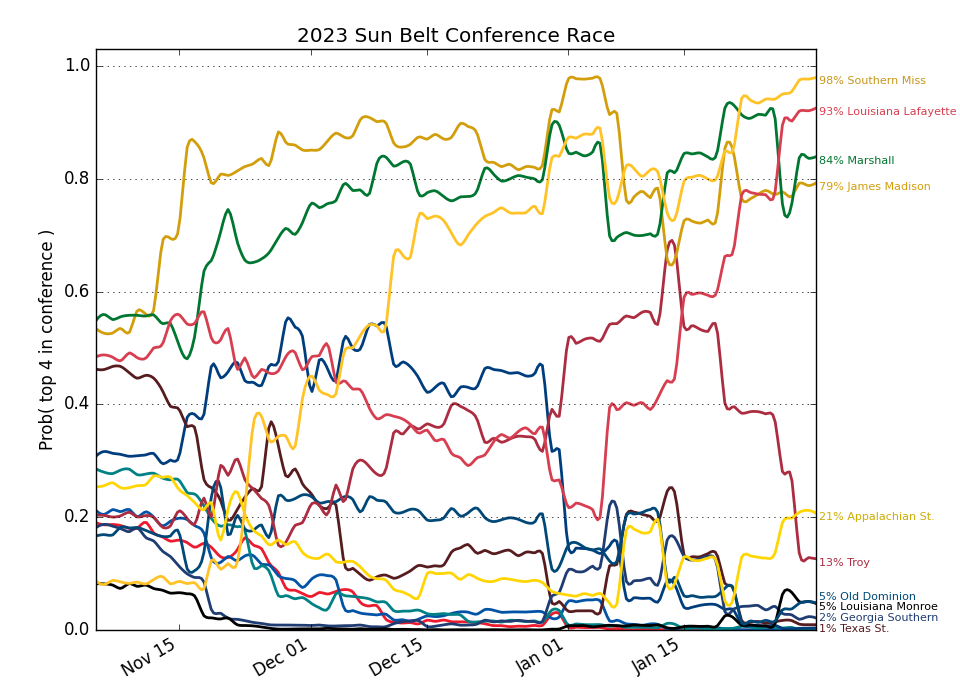 2023 Sun Belt Conference Race
Prob( top 4 in conference )
1.0
0.8
0.6
0.4
0.2
0.0
Nov 15
Dec 01
Dec 15
Jan 01
Jan 15
98% Southern Miss
93% Louisiana Lafayette
84% Marshall
79% James Madison
21% Appalachian St.
13% Troy
5% Old Dominion
5% Louisiana Monroe
2% Georgia Southern
1% Texas St.